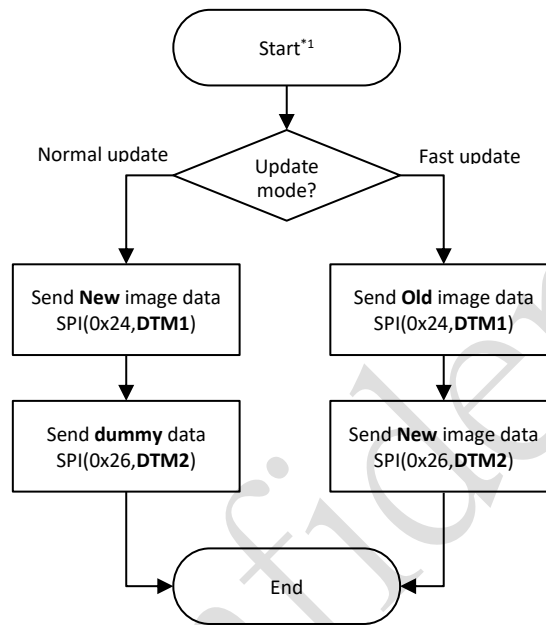 Start*1
Normal update
Update
mode?
Fast update
Send New image data
SPI(0x24,DTM1)
Send Old image data
SPI(0x24,DTM1)
Send dummy data
SPI(0x26,DTM2)
Send New image data
SPI(0x26,DTM2)
End